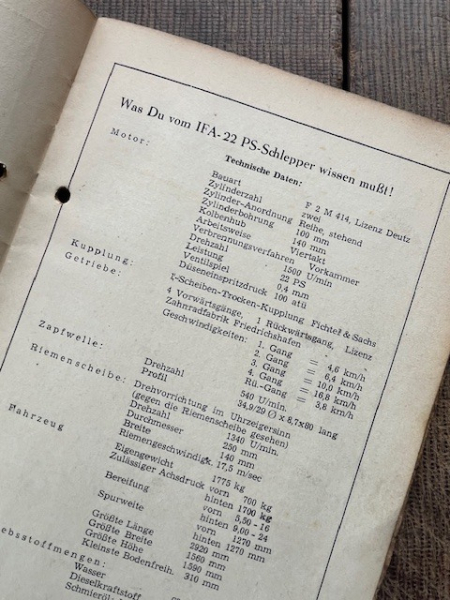 Was Du vom IFA-22 PS-Schlepper wissen mußt!
Technische Daten:
Motor:
Bauart F 2 M 414, Lizenz Deutz
Zylinderzahl zwei
Zylinder-Anordnung Reihe, stehend
Zylinderbohrung 100 mm
Kolbenhub 140 mm
Arbeitsweise Viertakt
Verbrennungsverfahren Vorkammer
Drehzahl 1500 U/min
Leistung 22 PS
Ventilspiel 0,4 mm
Düseneinspritzdruck 100 atü
Kupplung: 1-Scheiben-Trocken-Kupplung Fichtel & Sachs
Getriebe: 4 Vorwärtsgänge, 1 Rückwärtsgang, Lizenz
Zahnradfabrik Friedrichshafen
Geschwindigkeiten: 1. Gang = 4,6 km/h
2. Gang = 6,4 km/h
3. Gang = 10,0 km/h
4. Gang = 16,8 km/h
Rü.-Gang = 3,8 km/h
Zapfwelle: Drehzahl 540 U/min.
Profil 34,9/29 ∅ x 8,7x80 lang
Riemenscheibe: Drehvorrichtung im Uhrzeigersinn
(gegen die Riemenscheibe gesehen)
Drehzahl 1340 U/min.
Durchmesser 250 mm
Breite 140 mm
Riemengeschwindigk. 17,5 m/sec
Fahrzeug
Eigengewicht 1775 kg
Zulässiger Achsdruck vorn 700 kg
hinten 1700 kg
Bereifung vorn 5,50-16
hinten 9,00-24
Spurweite vorn 1270 mm
hinten 1270 mm
Größte Länge 2920 mm
Größte Breite 1560 mm
Größte Höhe 1590 mm
Kleinste Bodenfreih. 310 mm
ebsstoffmengen:
Wasser
Dieselkraftstoff
Schmieröl: